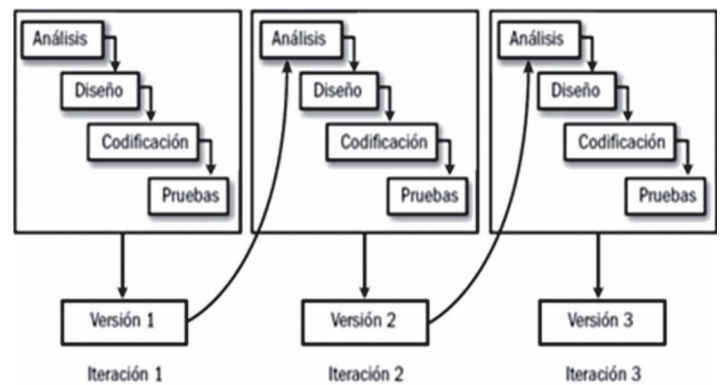 Análisis
Diseño
Codificación
Pruebas
Versión 1
Iteración 1
Análisis
Diseño
Codificación
Pruebas
Versión 2
Iteración 2
Análisis
Diseño
Codificación
Pruebas
Versión 3
Iteración 3